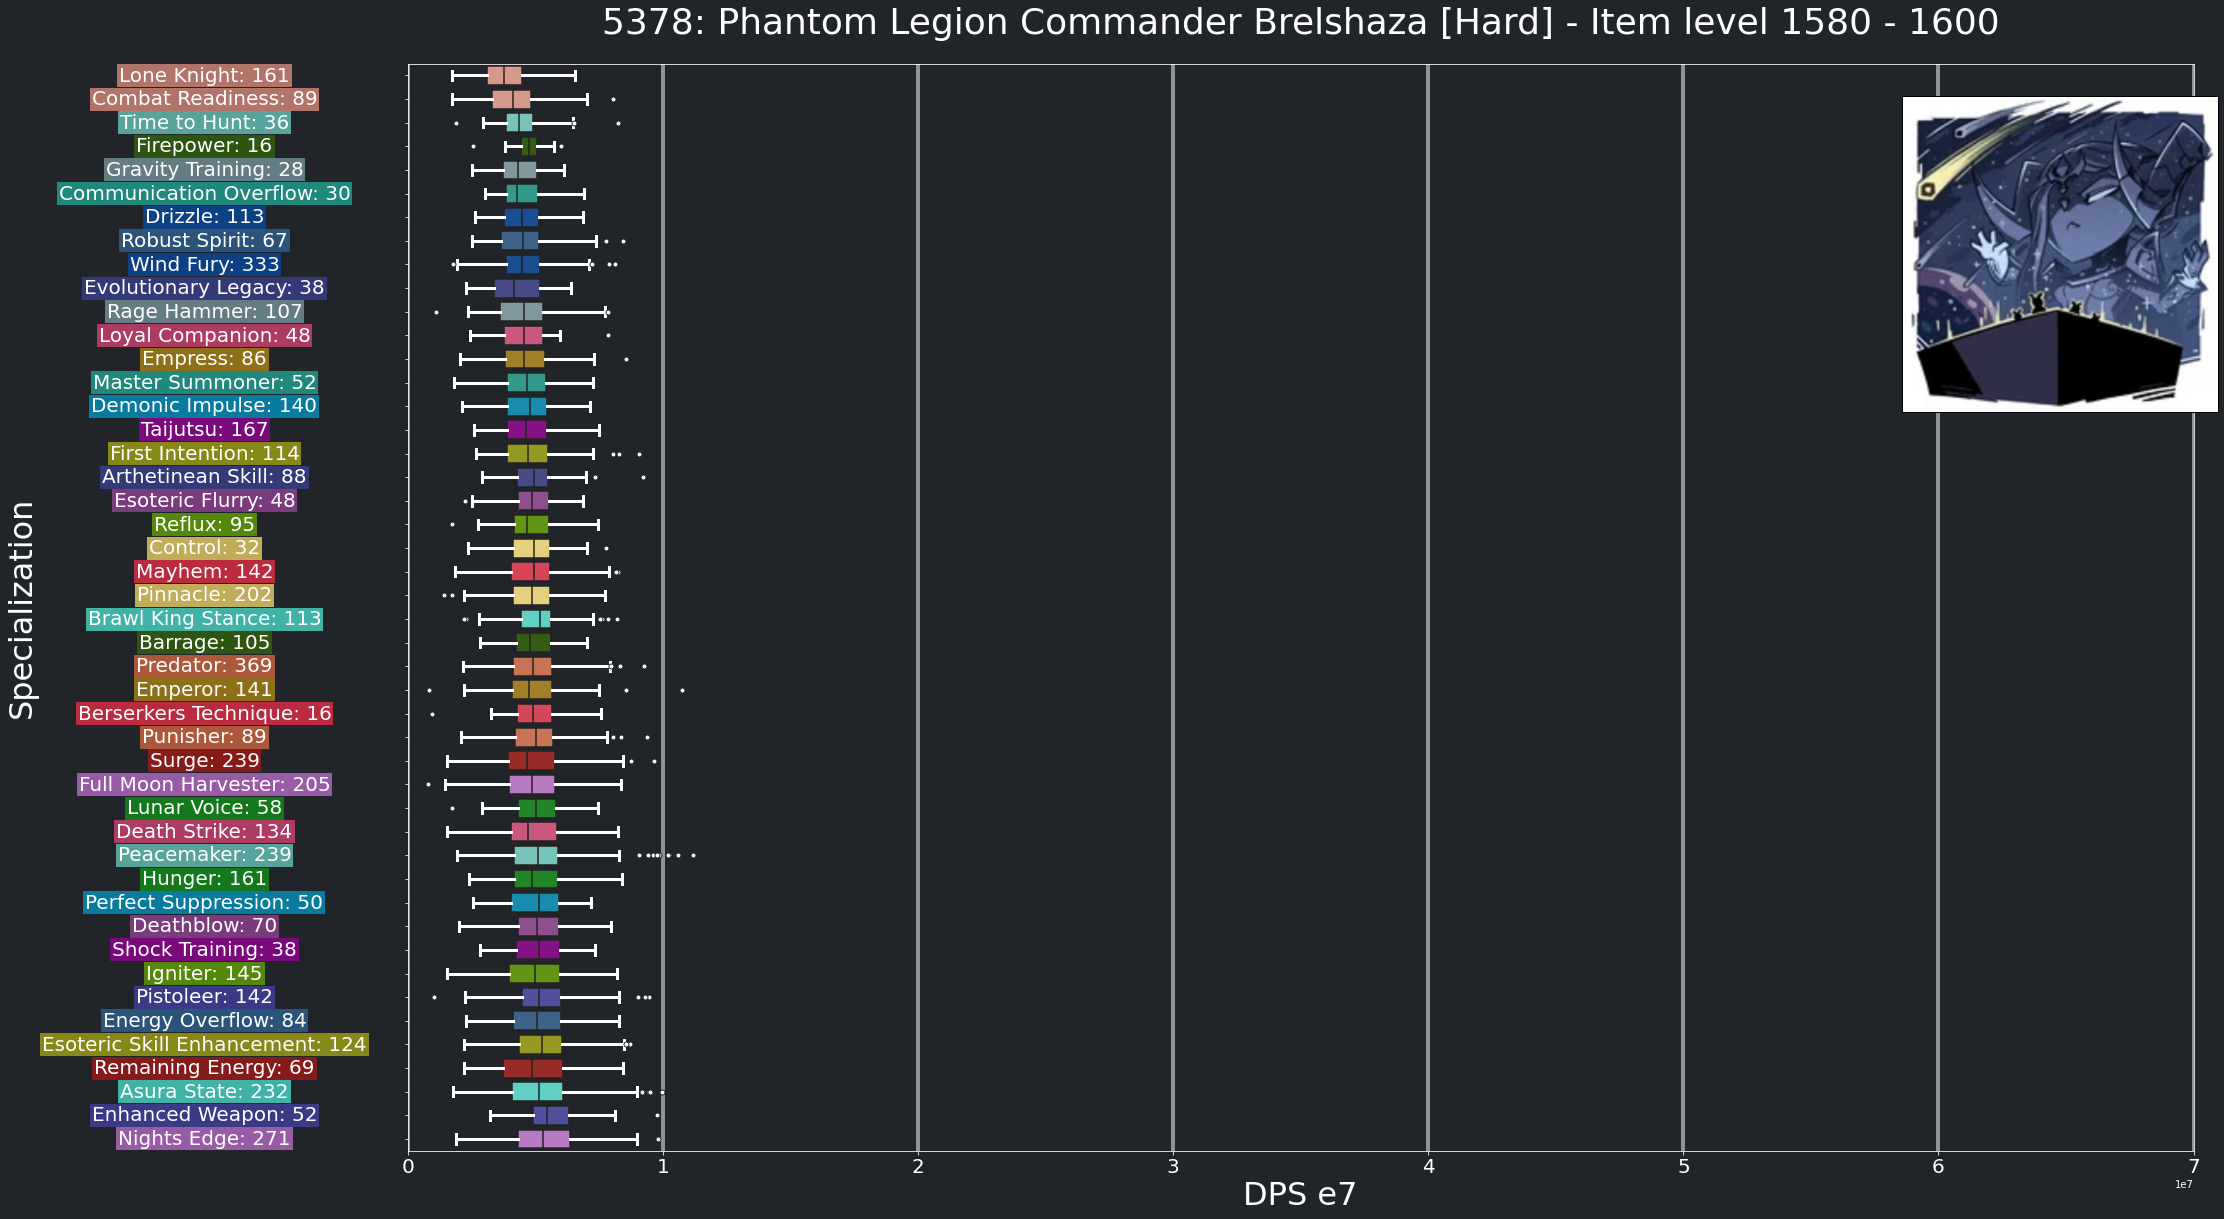 5378: Phantom Legion Commander Brelshaza [Hard] - Item level 1580 - 1600
Specialization
Lone Knight: 161
Combat Readiness: 89
Time to Hunt: 36
Firepower: 16
Gravity Training: 28
Communication Overflow: 30
Drizzle: 113
Robust Spirit: 67
Wind Fury: 333
Evolutionary Legacy: 38
Rage Hammer: 107
Loyal Companion: 48
Empress: 86
Master Summoner: 52
Demonic Impulse: 140
Taijutsu: 167
First Intention: 114
Arthetinean Skill: 88
Esoteric Flurry: 48
Reflux: 95
Control: 32
Mayhem: 142
Pinnacle: 202
Brawl King Stance: 113
Barrage: 105
Predator: 369
Emperor: 141
Berserkers Technique: 16
Punisher: 89
Surge: 239
Full Moon Harvester: 205
Lunar Voice: 58
Death Strike: 134
Peacemaker: 239
Hunger: 161
Perfect Suppression: 50
Deathblow: 70
Shock Training: 38
Igniter: 145
Pistoleer: 142
Energy Overflow: 84
Esoteric Skill Enhancement: 124
Remaining Energy: 69
Asura State: 232
Enhanced Weapon: 52
Nights Edge: 271
0 1 2 3 4 5 6 7
1e7
DPS e7